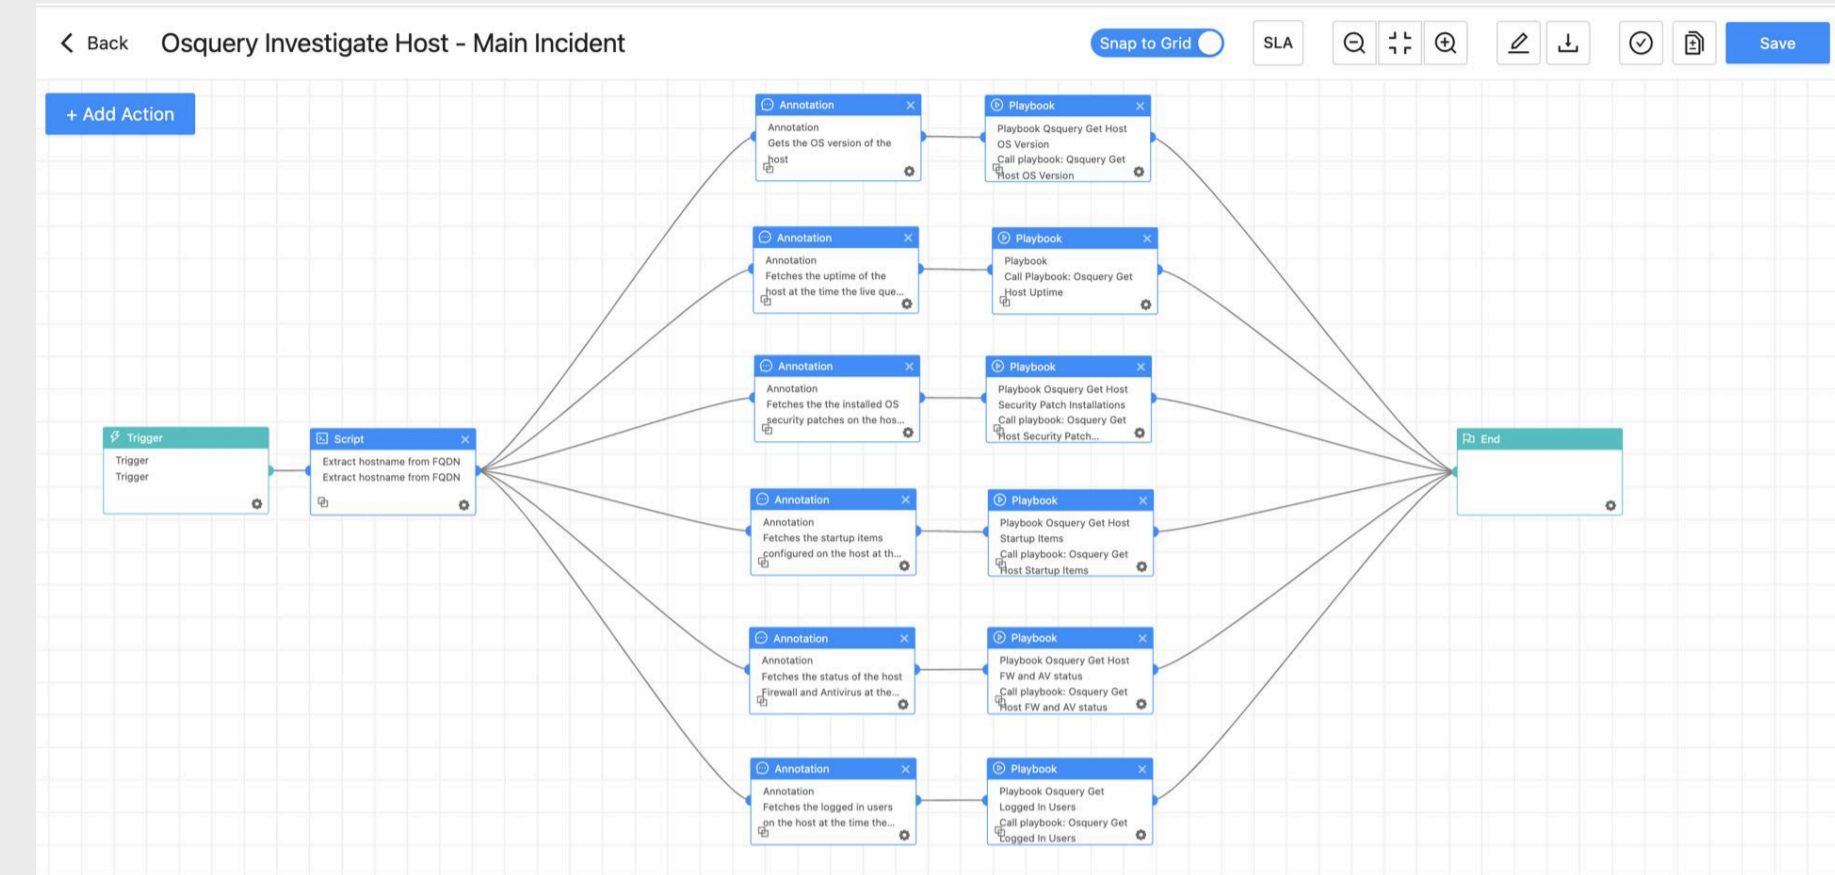 Back
Osquery Investigate Host - Main Incident
Snap to Grid
SLA
Save
+ Add Action
Annotation
Annotation
Gets the OS version of the
host
Playbook
Playbook Qsquery Get Host
OS Version
Call playbook: Qsquery Get
Host OS Version
Annotation
Annotation
Fetches the uptime of the
host at the time the live que...
Playbook
Playbook
Call Playbook: Osquery Get
Host Uptime
Annotation
Annotation
Fetches the the installed OS
security patches on the hos...
Playbook
Playbook Osquery Get Host
Security Patch Installations
Call playbook: Osquery Get
Host Security Patch...
Trigger
Trigger
Trigger
Script
Extract hostname from FQDN
Extract hostname from FQDN
End
Annotation
Annotation
Fetches the startup items
configured on the host at th...
Playbook
Playbook Osquery Get Host
Startup Items
Call playbook: Osquery Get
Host Startup Items
Annotation
Annotation
Fetches the status of the host
Firewall and Antivirus at the...
Playbook
Playbook Osquery Get Host
FW and AV status
Call playbook: Osquery Get
Host FW and AV status
Annotation
Annotation
Fetches the logged in users
on the host at the time the...
Playbook
Playbook Osquery Get
Logged In Users
Call playbook: Osquery Get
Logged In Users